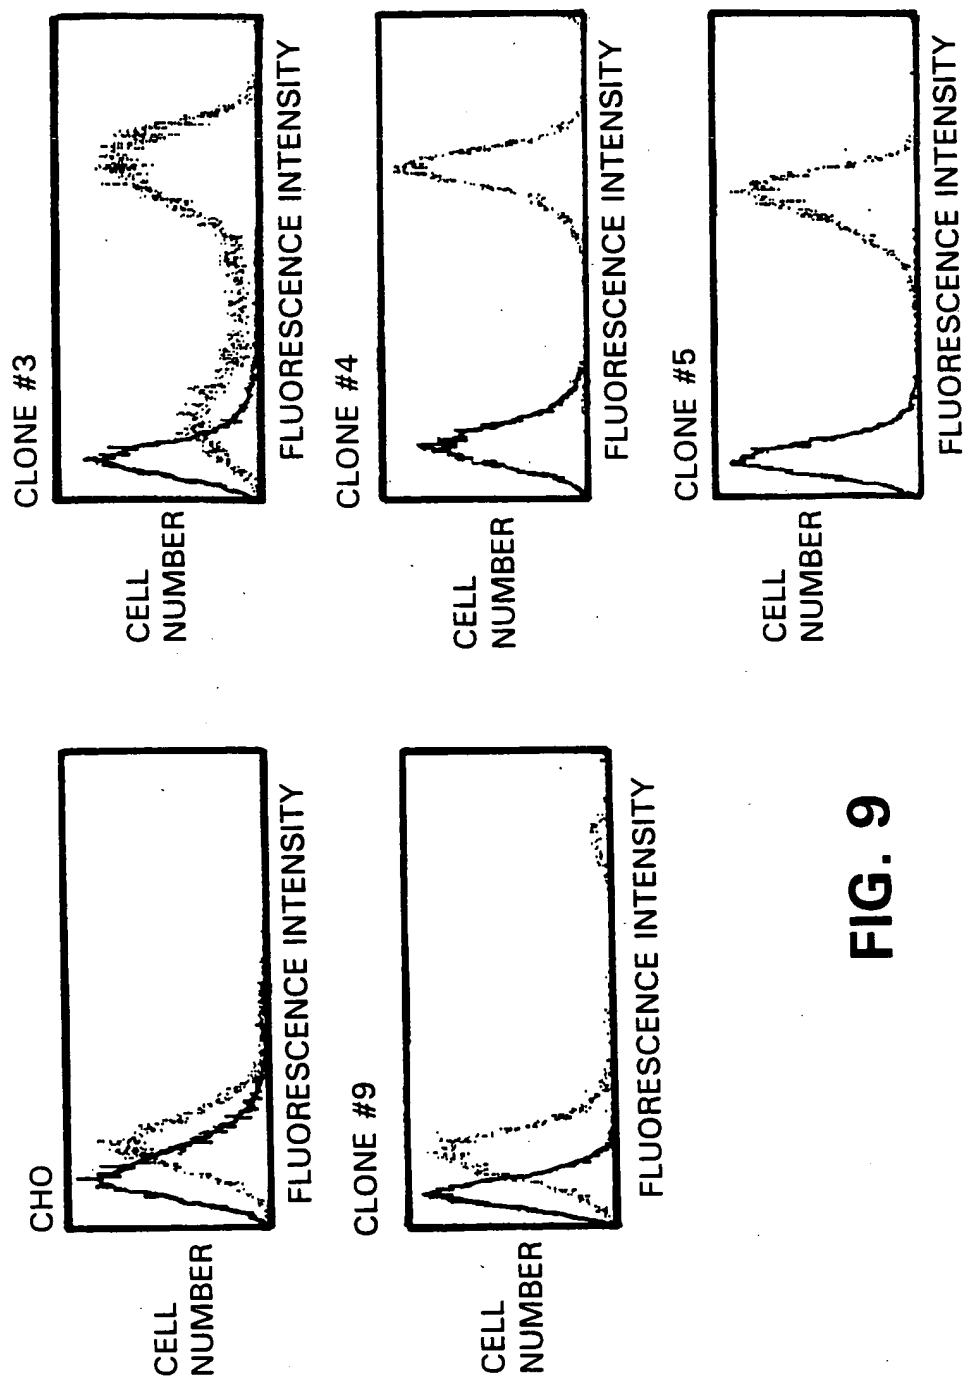 CHO
CELL
NUMBER
FLUORESCENCE INTENSITY
CLONE #9
CELL
NUMBER
FLUORESCENCE INTENSITY
CLONE #3
CELL
NUMBER
FLUORESCENCE INTENSITY
CLONE #4
CELL
NUMBER
FLUORESCENCE INTENSITY
CLONE #5
CELL
NUMBER
FLUORESCENCE INTENSITY
FIG. 9